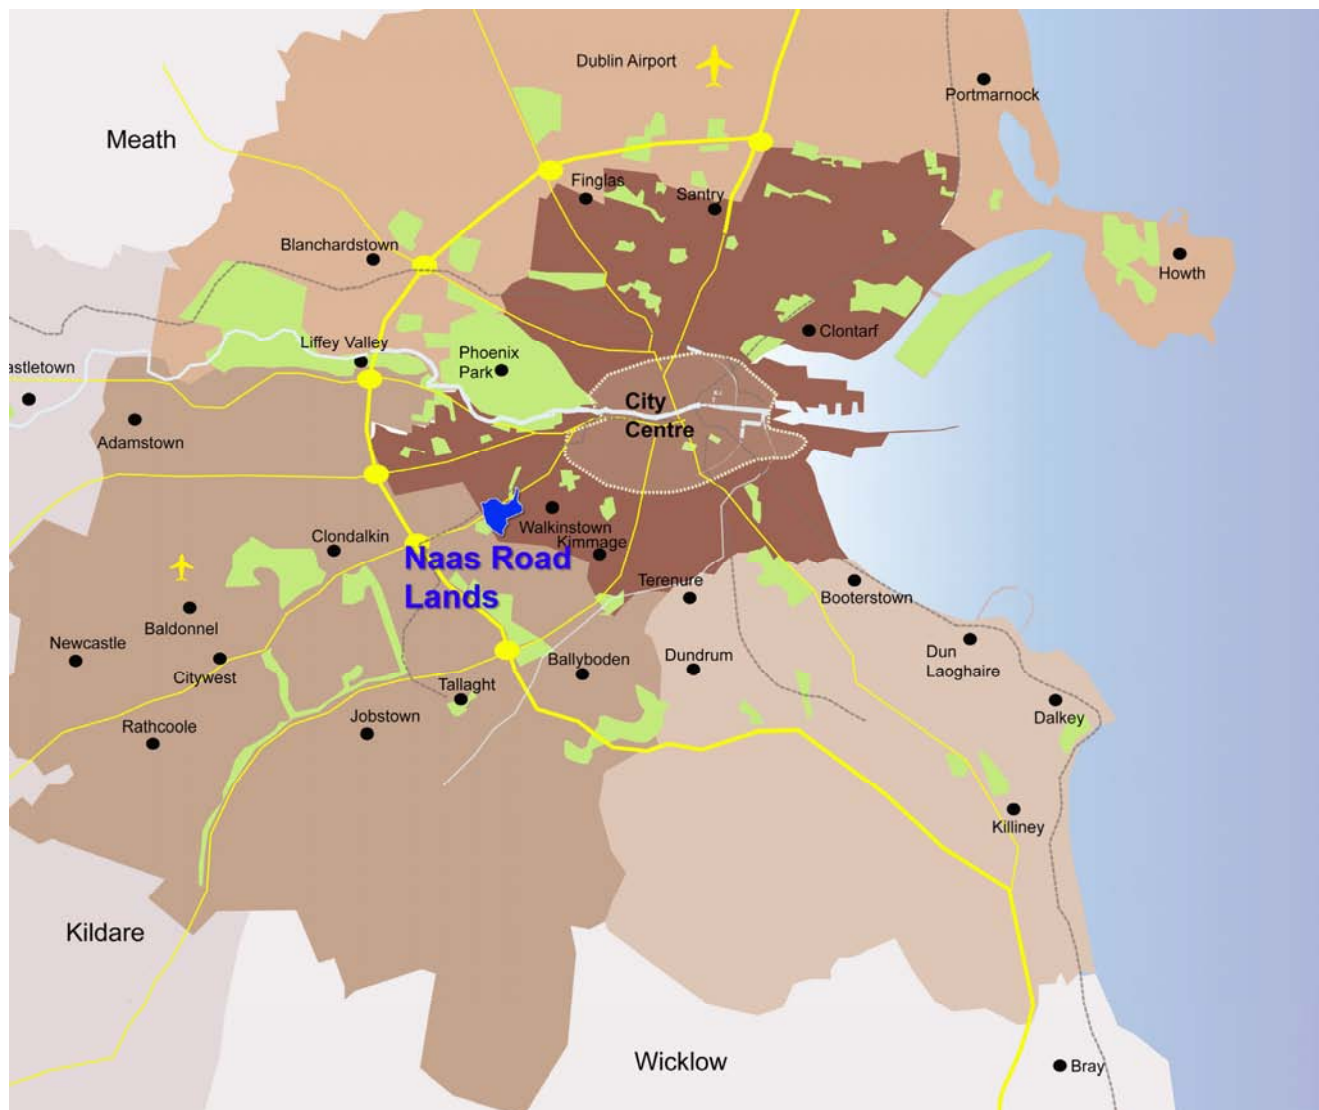 Dublin Airport
Portmarnock
Meath
Finglas
Santry
Blanchardstown
Howth
Clontarf
Liffey Valley
Phoenix
Park
astletown
City
Centre
Adamstown
Walkinstown
Clondalkin
Kimmage
Naas Road
Lands
Terenure
Booterstown
Baldonnel
Newcastle
Citywest
Ballyboden
Dundrum
Dun
Laoghaire
Tallaght
Jobstown
Rathcoole
Dalkey
Killiney
Kildare
Wicklow
Bray